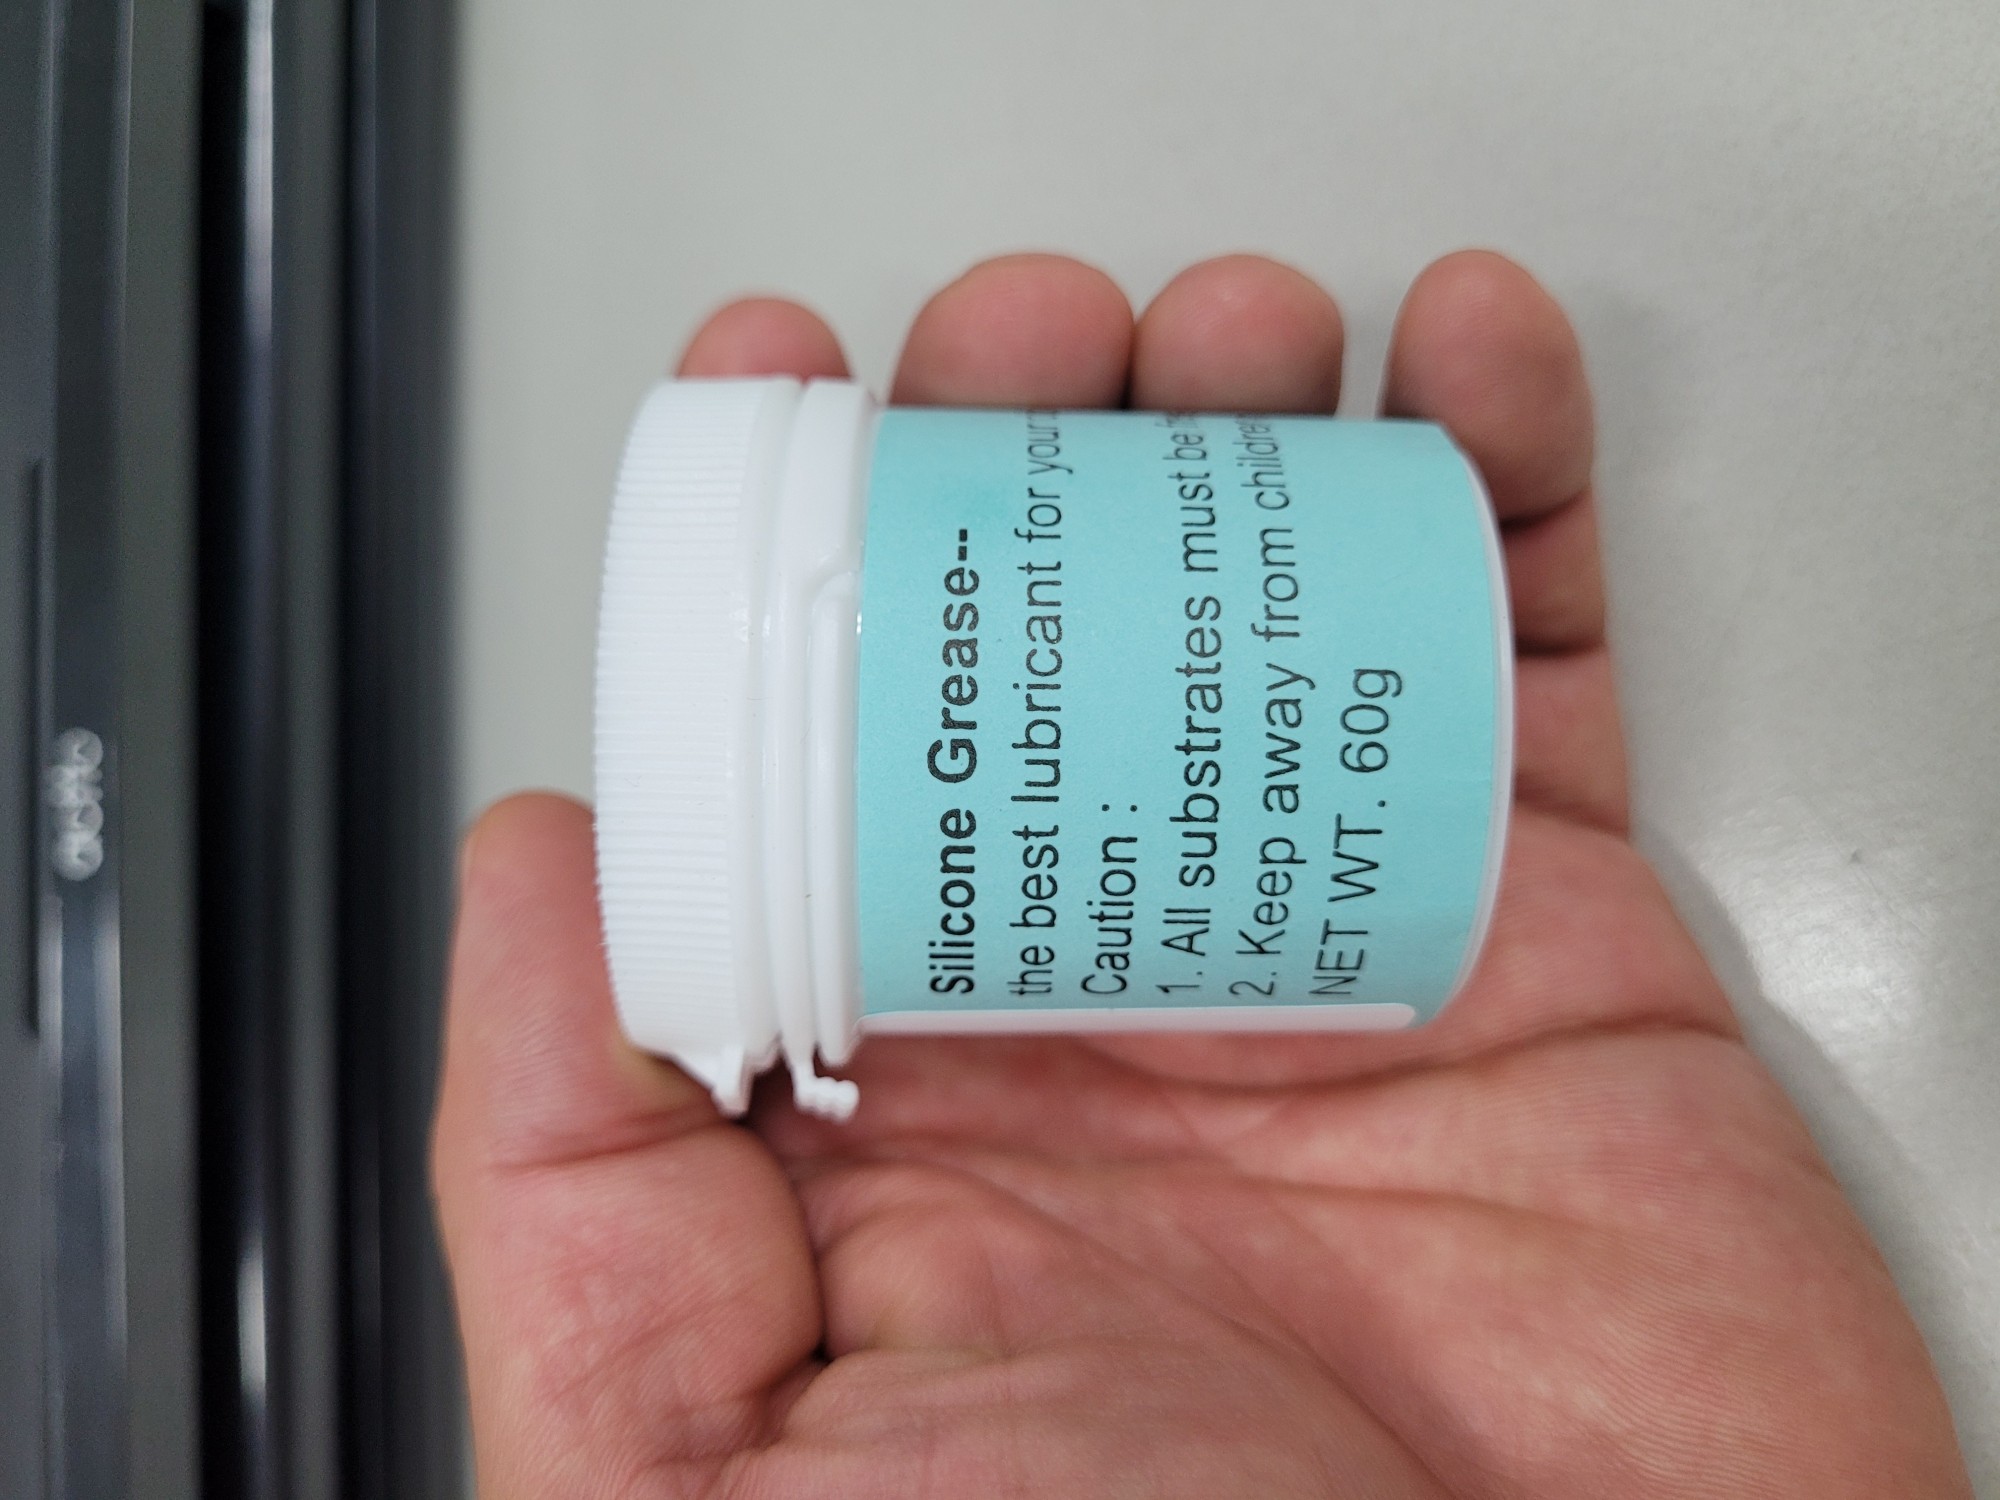 Silicone Grease--
the best lubricant for your
Caution :
1. All substrates must be
2. Keep away from children
NET WT. 60g